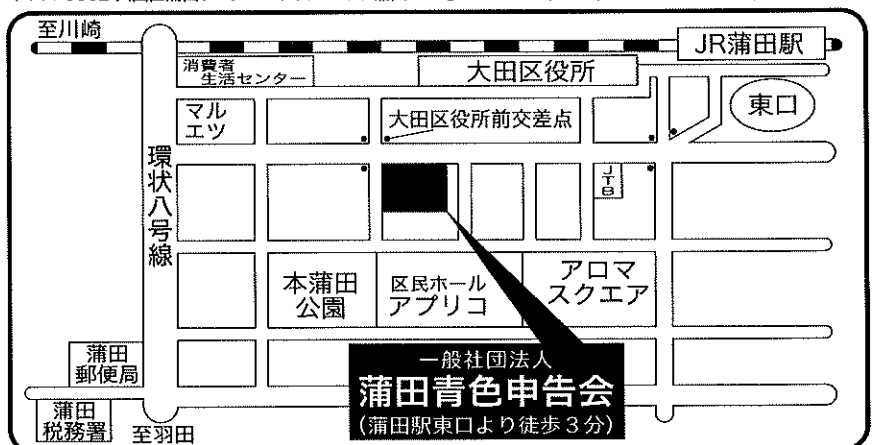 至川崎
JR蒲田駅
消費者
生活センター
大田区役所
東口
マル
エツ
大田区役所前交差点
環状八号線
JTB
本蒲田
公園
区民ホール
アプリコ
アロマ
スクエア
蒲田
郵便局
一般社団法人
蒲田青色申告会
(蒲田駅東口より徒歩3分)
蒲田
税務署
至羽田